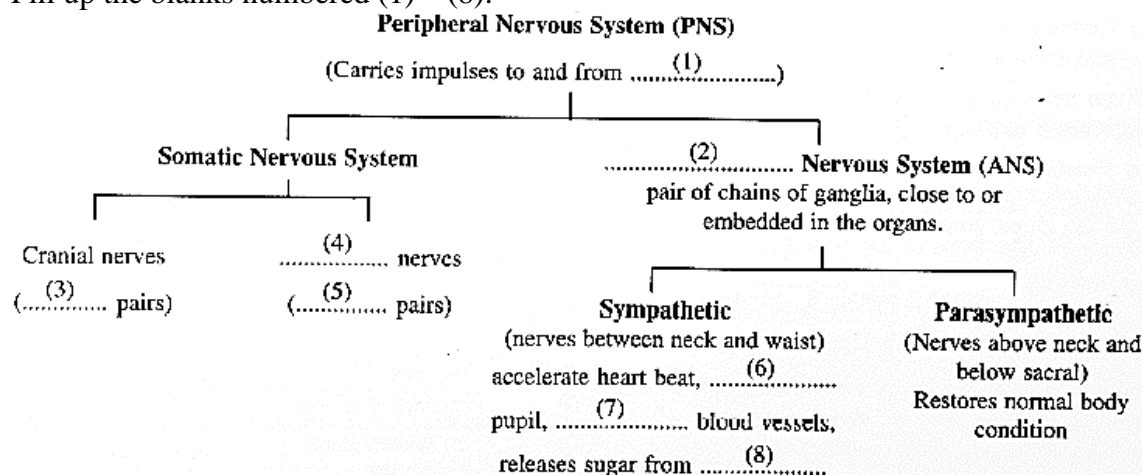 Fill up the blanks numbered (1) – (8).
Peripheral Nervous System (PNS)
(Carries impulses to and from ....(1)....)
Somatic Nervous System
....(2).... Nervous System (ANS)
pair of chains of ganglia, close to or
embedded in the organs.
Cranial nerves
(....(3).... pairs)
....(4).... nerves
(....(5).... pairs)
Sympathetic
(nerves between neck and waist)
accelerate heart beat, ....(6)....
pupil, ....(7).... blood vessels,
releases sugar from ....(8)....
Parasympathetic
(Nerves above neck and
below sacral)
Restores normal body
condition